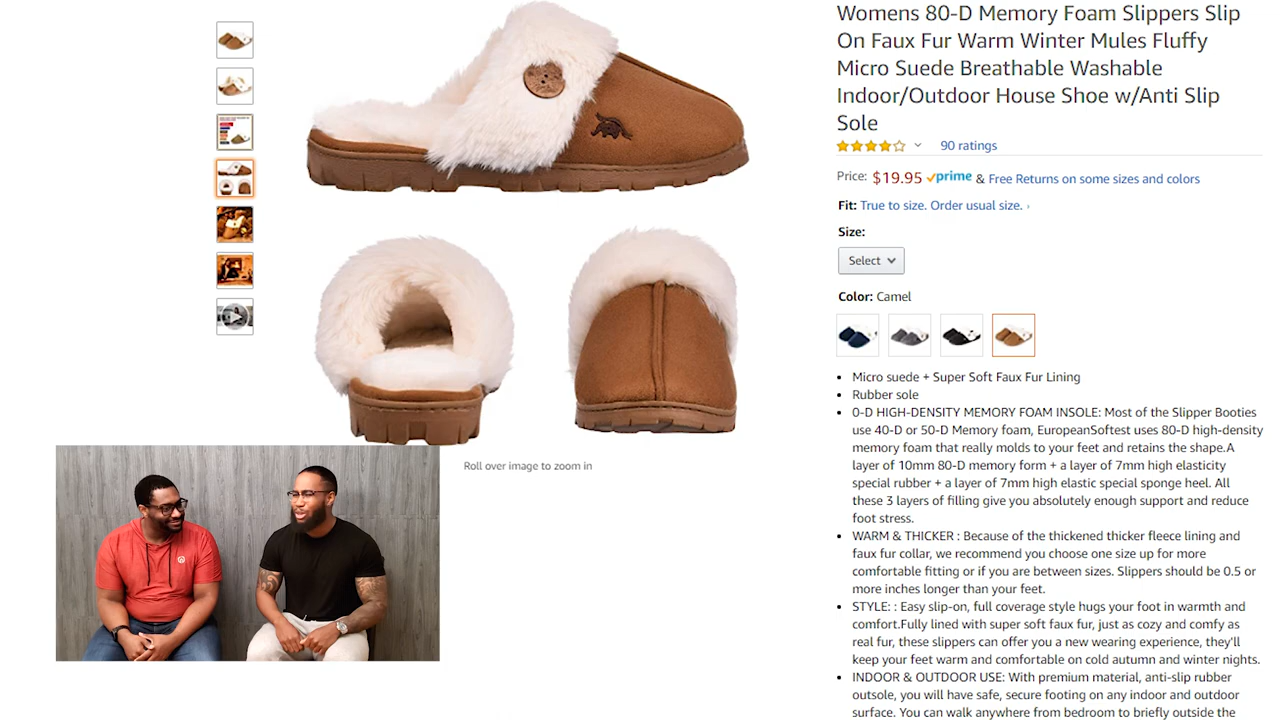 Womens 80-D Memory Foam Slippers Slip
On Faux Fur Warm Winter Mules Fluffy
Micro Suede Breathable Washable
Indoor/Outdoor House Shoe w/Anti Slip
Sole
90 ratings
Price: $19.95 prime & Free Returns on some sizes and colors
Fit: True to size. Order usual size. ›
Size:
Select
Color: Camel
• Micro suede + Super Soft Faux Fur Lining
• Rubber sole
• 0-D HIGH-DENSITY MEMORY FOAM INSOLE: Most of the Slipper Booties
use 40-D or 50-D Memory foam, EuropeanSoftest uses 80-D high-density
memory foam that really molds to your feet and retains the shape.A
layer of 10mm 80-D memory form + a layer of 7mm high elasticity
special rubber + a layer of 7mm high elastic special sponge heel. All
these 3 layers of filling give you absolutely enough support and reduce
foot stress.
• WARM & THICKER : Because of the thickened thicker fleece lining and
faux fur collar, we recommend you choose one size up for more
comfortable fitting or if you are between sizes. Slippers should be 0.5 or
more inches longer than your feet.
• STYLE: : Easy slip-on, full coverage style hugs your foot in warmth and
comfort.Fully lined with super soft faux fur, just as cozy and comfy as
real fur, these slippers can offer you a new wearing experience, they'll
keep your feet warm and comfortable on cold autumn and winter nights.
• INDOOR & OUTDOOR USE: With premium material, anti-slip rubber
outsole, you will have safe, secure footing on any indoor and outdoor
surface. You can walk anywhere from bedroom to briefly outside the
Roll over image to zoom in